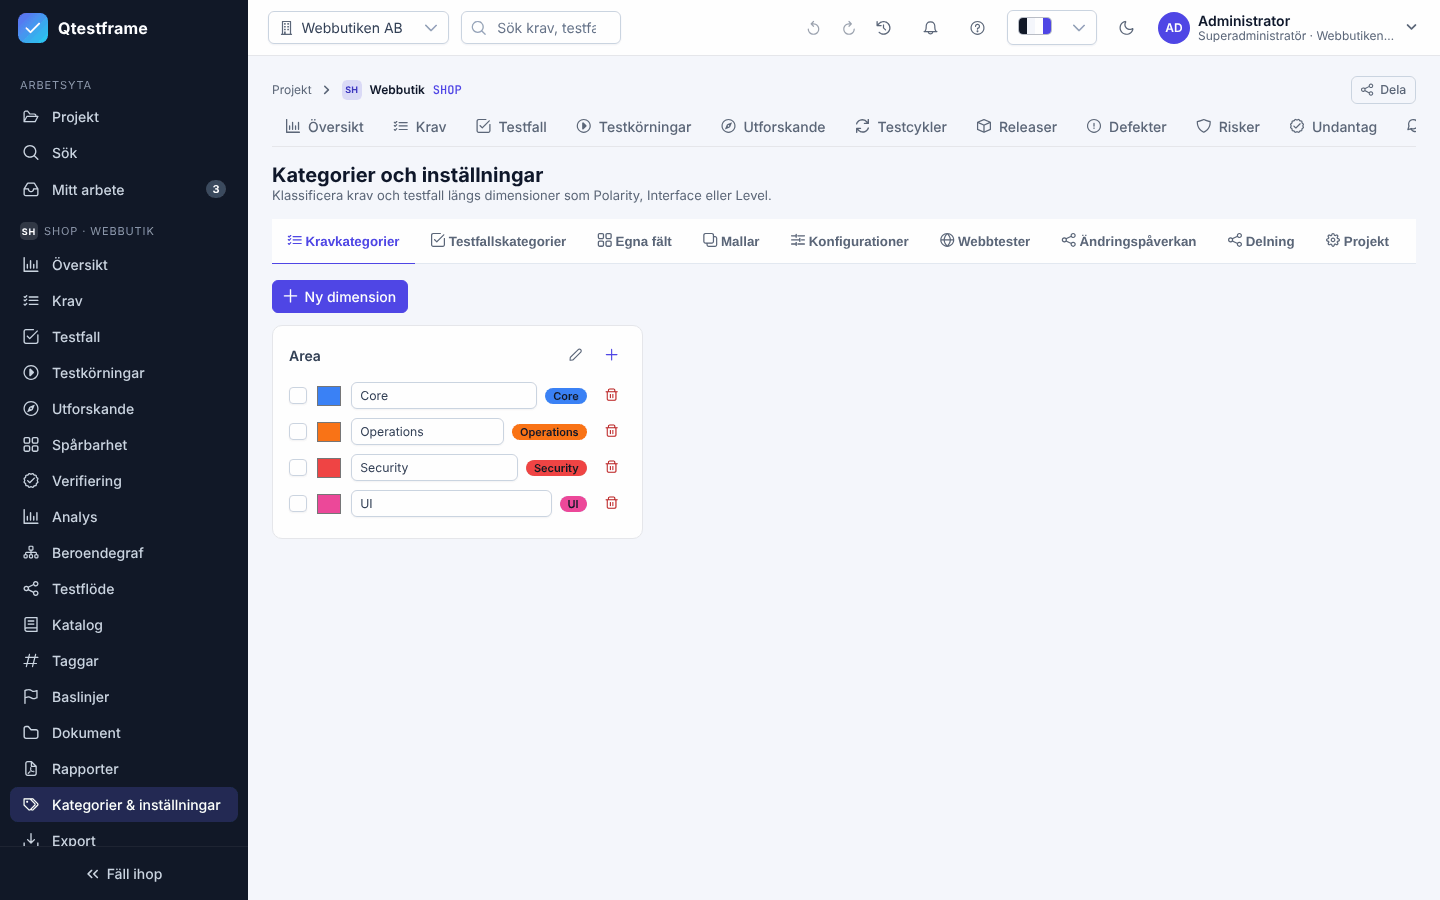 Qtestframe
ARBETSYTA
Projekt
Sök
Mitt arbete 3
SH SHOP · WEBBUTIK
Översikt
Krav
Testfall
Testkörningar
Utforskande
Spårbarhet
Verifiering
Analys
Beroendegraf
Testflöde
Katalog
Taggar
Baslinjer
Dokument
Rapporter
Kategorier & inställningar
Export
Fäll ihop
Webbutiken AB
Sök krav, testfa
AD
Administrator
Superadministratör · Webbutiken...
Projekt SH Webbutik SHOP
Dela
Översikt Krav Testfall Testkörningar Utforskande Testcykler Releaser Defekter Risker Undantag
Kategorier och inställningar
Klassificera krav och testfall längs dimensioner som Polarity, Interface eller Level.
Kravkategorier Testfallskategorier Egna fält Mallar Konfigurationer Webbtester Ändringspåverkan Delning Projekt
Ny dimension
Area
Core Core
Operations Operations
Security Security
UI UI